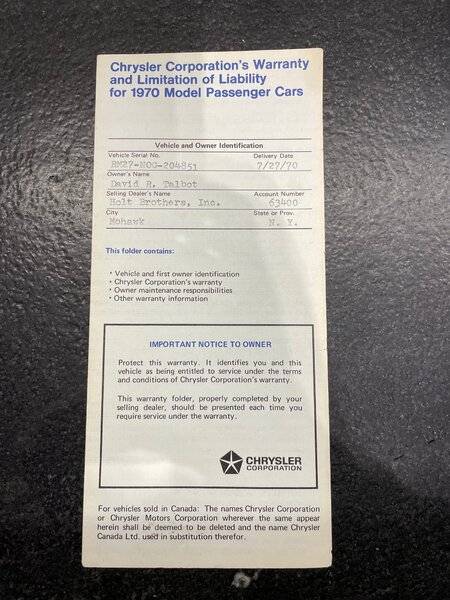 Chrysler Corporation's Warranty
and Limitation of Liability
for 1970 Model Passenger Cars
Vehicle and Owner Identification
Vehicle Serial No. Delivery Date
RM27-NOG-204851 7/27/70
Owner's Name
David R. Talbot
Selling Dealer's Name Account Number
Holt Brothers, Inc. 63400
City State or Prov.
Mohawk N. Y.
This folder contains:
• Vehicle and first owner identification
• Chrysler Corporation's warranty
• Owner maintenance responsibilities
• Other warranty information
IMPORTANT NOTICE TO OWNER
Protect this warranty. It identifies you and this
vehicle as being entitled to service under the terms
and conditions of Chrysler Corporation's warranty.
This warranty folder, properly completed by your
selling dealer, should be presented each time you
require service under the warranty.
CHRYSLER
CORPORATION
For vehicles sold in Canada: The names Chrysler Corporation
or Chrysler Motors Corporation wherever the same appear
herein shall be deemed to be deleted and the name Chrysler
Canada Ltd. used in substitution therefor.